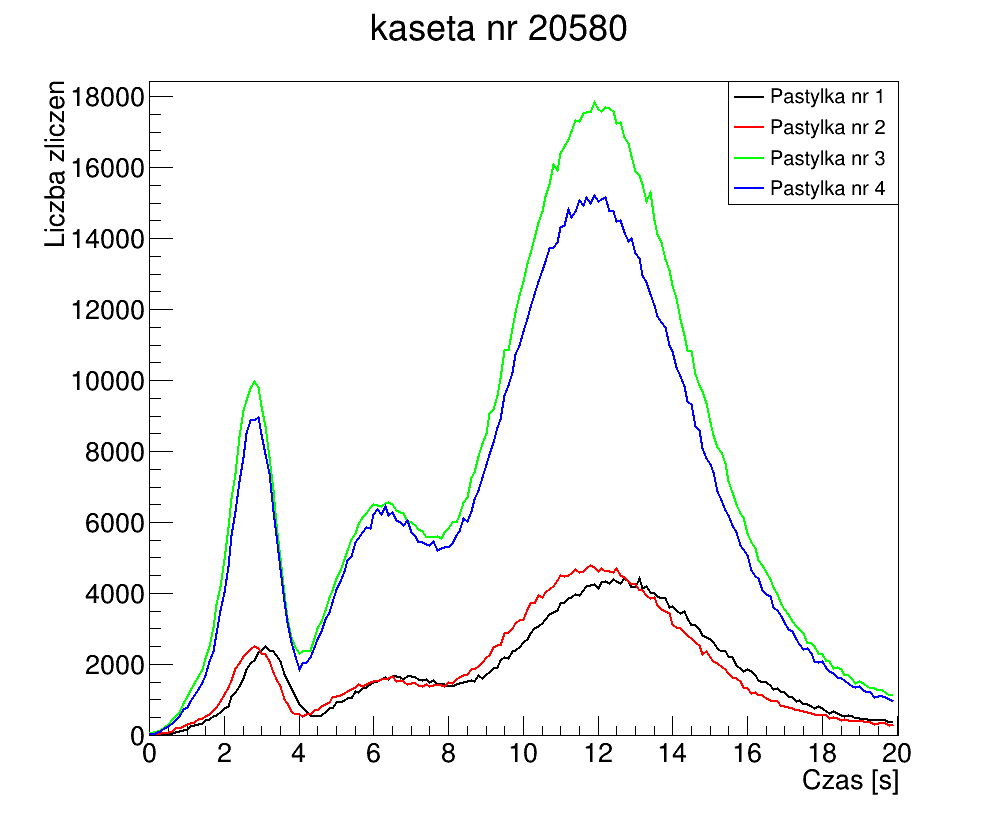 kaseta nr 20580
Liczba zliczen
18000
16000
14000
12000
10000
8000
6000
4000
2000
0
Pastylka nr 1
Pastylka nr 2
Pastylka nr 3
Pastylka nr 4
0 2 4 6 8 10 12 14 16 18 20
Czas [s]